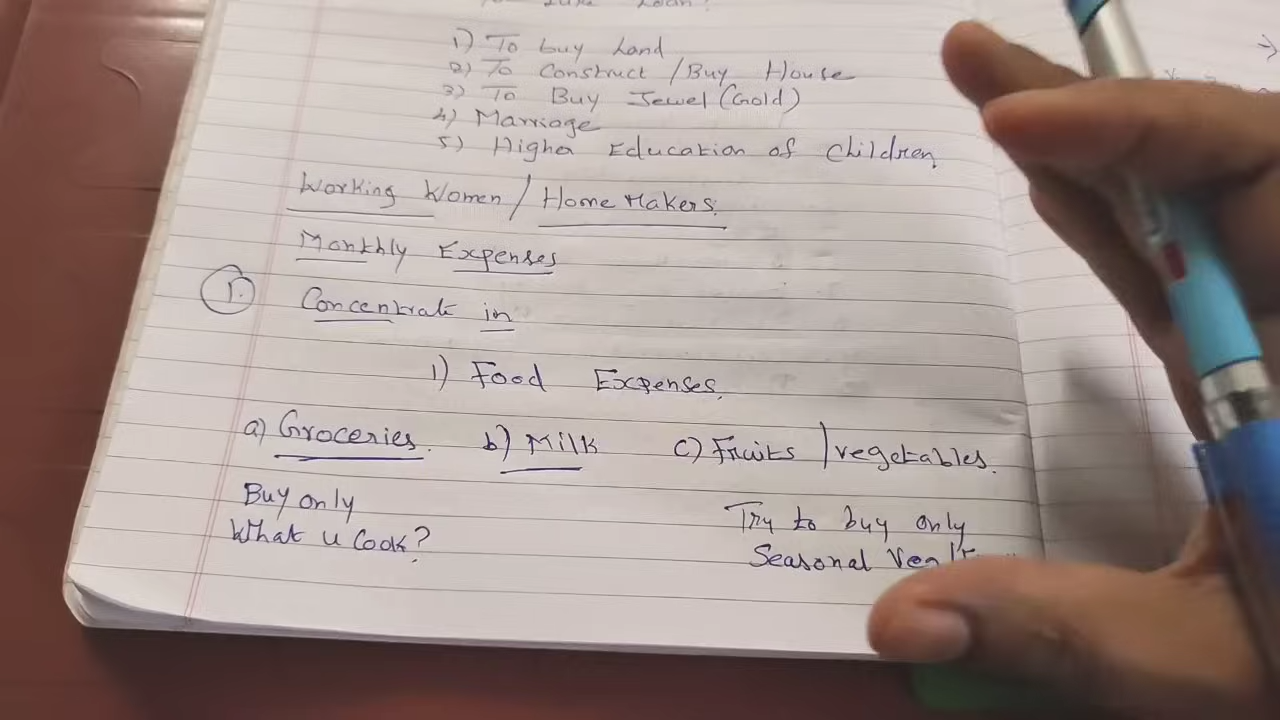 Loan?
1) To buy Land
2) To Construct / Buy House
3) To Buy Jewel (Gold)
4) Marriage
5) Higher Education of Children
Working Women / Home Makers.
Monthly Expenses
1. Concentrate in
1) Food Expenses.
a) Groceries. b) Milk c) Fruits / vegetables.
Buy only
What u Cook?
Try to buy only
Seasonal